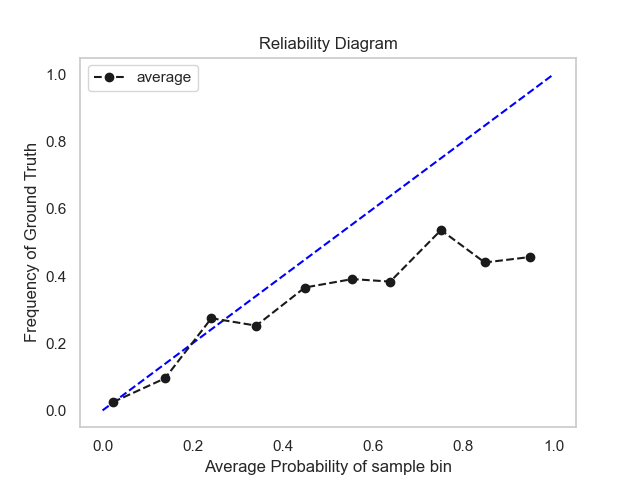 Reliability Diagram
average
Frequency of Ground Truth
1.0
0.8
0.6
0.4
0.2
0.0
0.0 0.2 0.4 0.6 0.8 1.0
Average Probability of sample bin